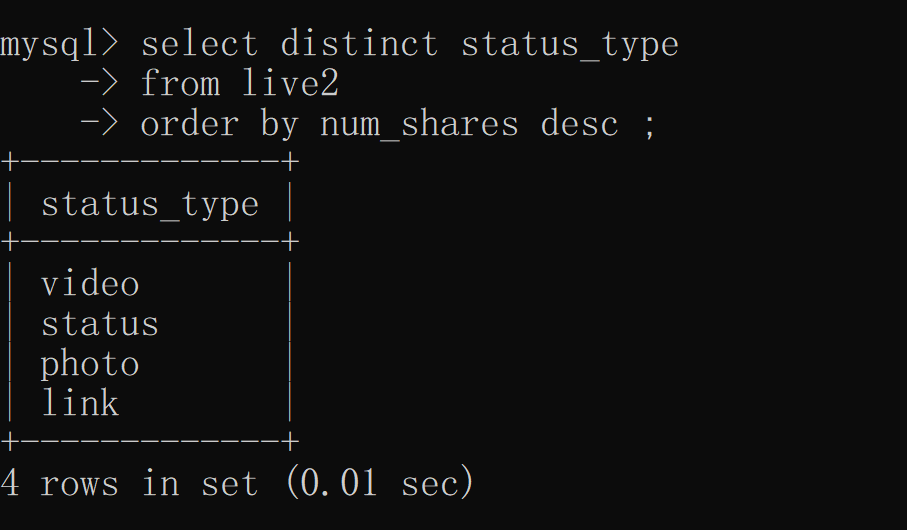 mysql> select distinct status_type
    -> from live2
    -> order by num_shares desc ;
+-------------+
| status_type |
+-------------+
| video       |
| status      |
| photo       |
| link        |
+-------------+
4 rows in set (0.01 sec)